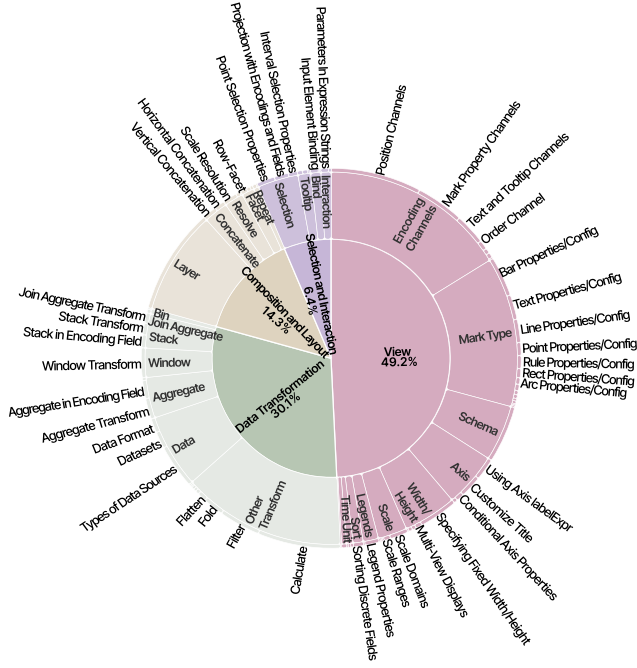 Parameters In Expression Strings
Input Element Binding
Interval Selection Properties
Projection with Encodings and Fields
Point Selection Properties
Row-Facet
Scale Resolution
Horizontal Concatenation
Vertical Concatenation
Position Channels
Mark Property Channels
Text and Tooltip Channels
Order Channel
Bar Properties/Config
Text Properties/Config
Line Properties/Config
Point Properties/Config
Rule Properties/Config
Rect Properties/Config
Arc Properties/Config
Using Axis labelExpor
Customize Title
Conditional Axis Properties
Specifying Fixed Width/Height
Multi-View Displays
Scale Domains
Scale Ranges
Legend Properties
Sorting Discrete Fields
Calculate
Filter
Fold
Flatten
Types of Data Sources
Datasets
Data Format
Aggregate Transform
Aggregate in Encoding Field
Window Transform
Stack in Encoding Field
Stack Transform
Join Aggregate Transform
Interaction
Bind
Tooltip
Selection
Repeat
Facet
Resolve
Concatenate
Layer
Bin
Join Aggregate
Stack
Window
Aggregate
Data
Other
Transform
Time Unit
Sort
Legends
Scale
Width/
Height
Axis
Schema
Mark Type
Encoding
Channels
View
49.2%
Data Transformation
30.1%
Composition and Layout
14.3%
Selection and Interaction
6.4%